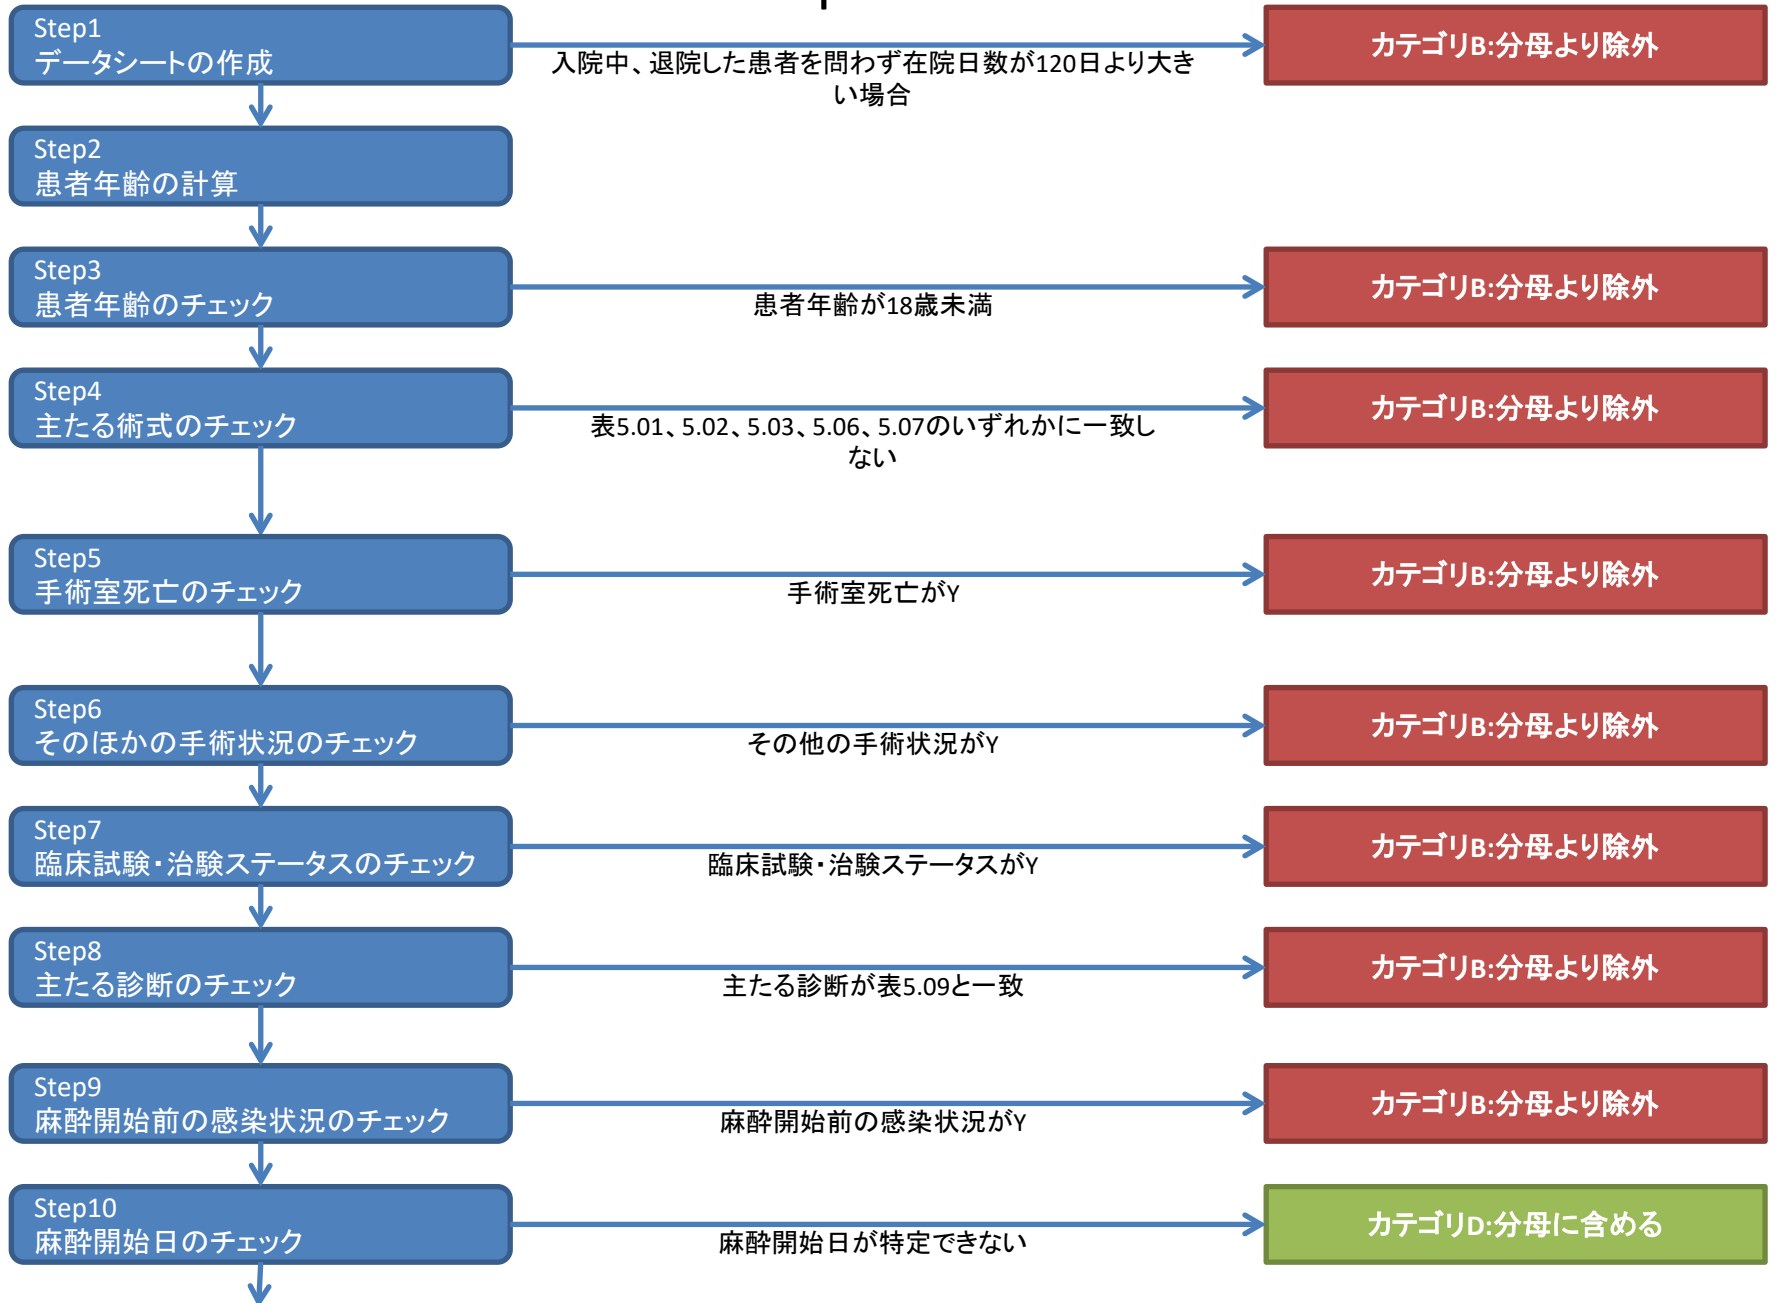 Step1
データシートの作成
入院中、退院した患者を問わず在院日数が120日より大き
い場合
カテゴリB:分母より除外
Step2
患者年齢の計算
Step3
患者年齢のチェック
患者年齢が18歳未満
カテゴリB:分母より除外
Step4
主たる術式のチェック
表5.01、5.02、5.03、5.06、5.07のいずれかに一致し
ない
カテゴリB:分母より除外
Step5
手術室死亡のチェック
手術室死亡がY
カテゴリB:分母より除外
Step6
そのほかの手術状況のチェック
その他の手術状況がY
カテゴリB:分母より除外
Step7
臨床試験・治験ステータスのチェック
臨床試験・治験ステータスがY
カテゴリB:分母より除外
Step8
主たる診断のチェック
主たる診断が表5.09と一致
カテゴリB:分母より除外
Step9
麻酔開始前の感染状況のチェック
麻酔開始前の感染状況がY
カテゴリB:分母より除外
Step10
麻酔開始日のチェック
麻酔開始日が特定できない
カテゴリD:分母に含める